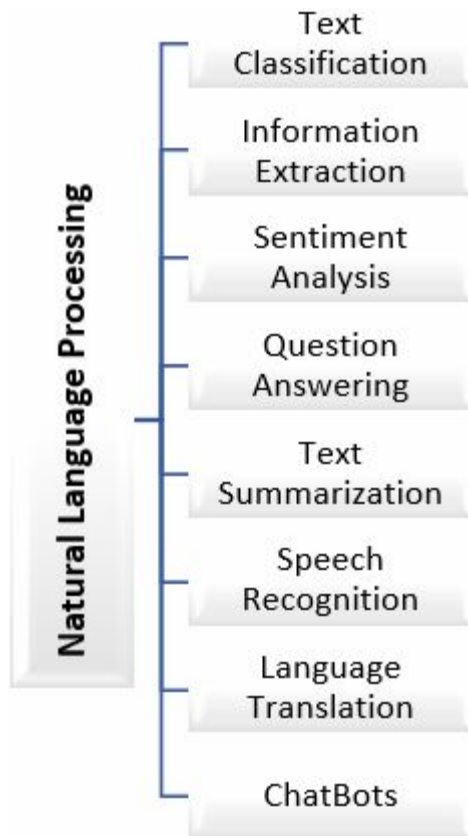 Natural Language Processing
Text
Classification
Information
Extraction
Sentiment
Analysis
Question
Answering
Text
Summarization
Speech
Recognition
Language
Translation
ChatBots